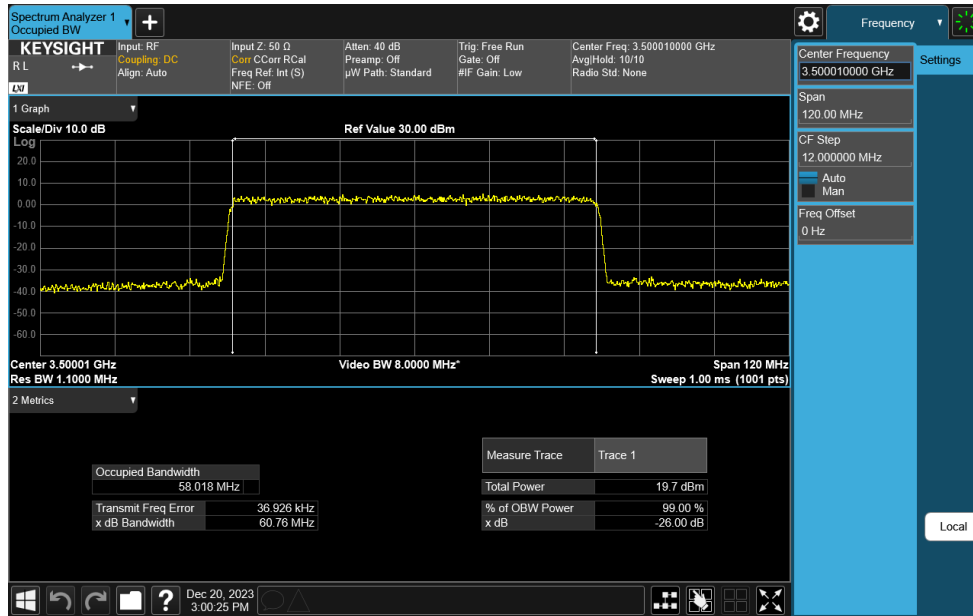 Spectrum Analyzer 1
Occupied BW
+
Frequency
KEYSIGHT
R L
LXI
Input: RF
Coupling: DC
Align: Auto
Input Z: 50 Ω
Corr CCorr RCal
Freq Ref: Int (S)
NFE: Off
Atten: 40 dB
Preamp: Off
µW Path: Standard
Trig: Free Run
Gate: Off
#IF Gain: Low
Center Freq: 3.500010000 GHz
Avg|Hold: 10/10
Radio Std: None
Center Frequency
3.500010000 GHz
Settings
Span
120.00 MHz
CF Step
12.000000 MHz
Auto
Man
Freq Offset
0 Hz
Local
1 Graph
Scale/Div 10.0 dB
Ref Value 30.00 dBm
Log
20.0
10.0
0.00
-10.0
-20.0
-30.0
-40.0
-50.0
-60.0
Center 3.50001 GHz
Video BW 8.0000 MHz*
Span 120 MHz
Res BW 1.1000 MHz
Sweep 1.00 ms (1001 pts)
2 Metrics
Measure Trace Trace 1
Occupied Bandwidth
58.018 MHz
Total Power 19.7 dBm
Transmit Freq Error 36.926 kHz
% of OBW Power 99.00 %
x dB Bandwidth 60.76 MHz
x dB -26.00 dB
?
Dec 20, 2023
3:00:25 PM